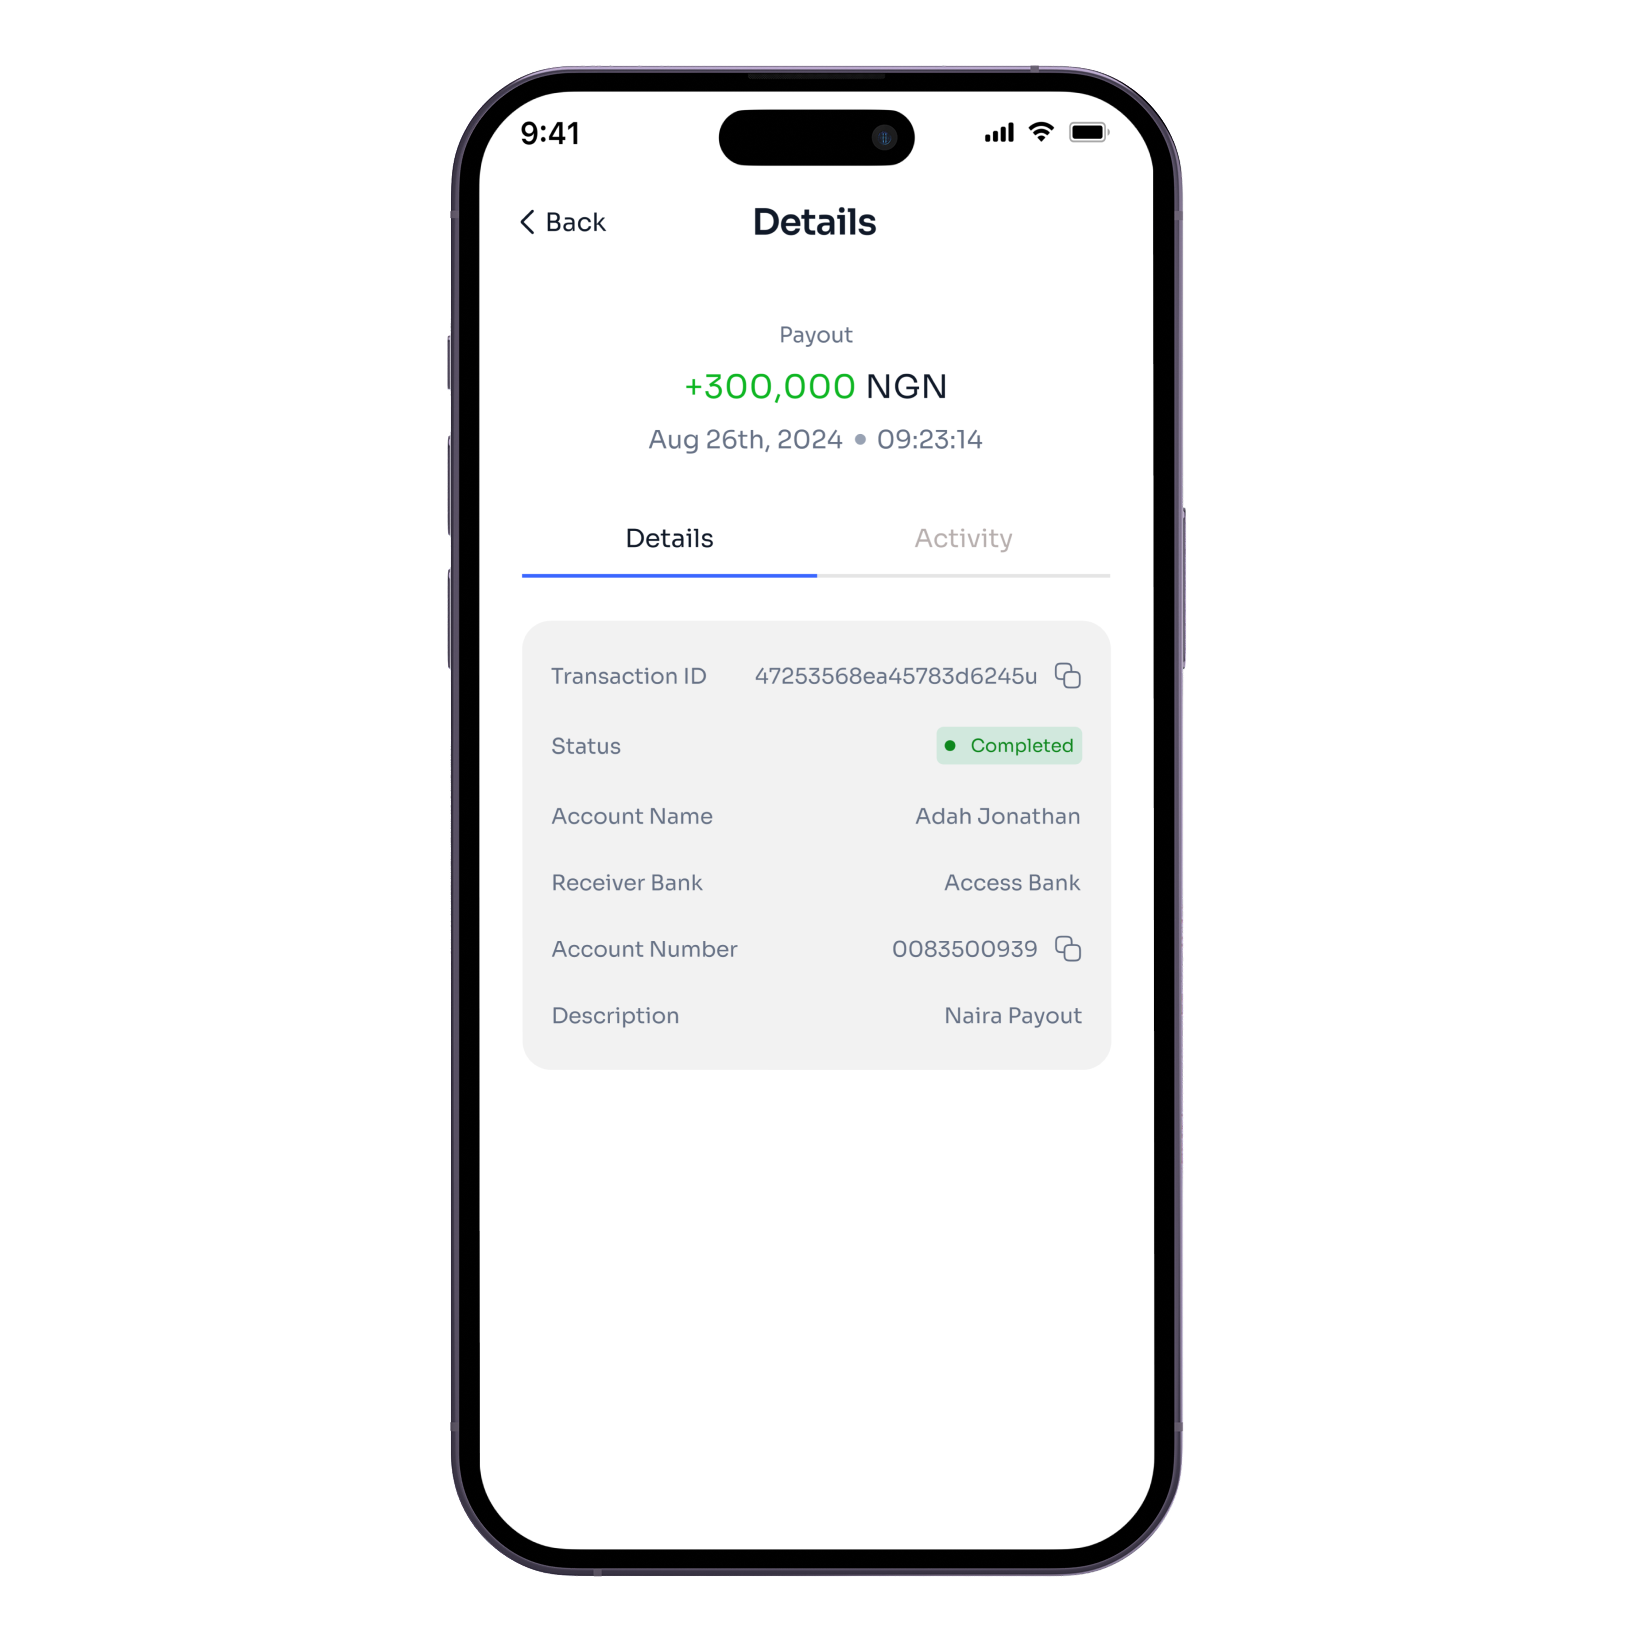 9:41
Back
Details
Payout
+300,000 NGN
Aug 26th, 2024 • 09:23:14
Details
Activity
Transaction ID 47253568ea45783d6245u
Status Completed
Account Name Adah Jonathan
Receiver Bank Access Bank
Account Number 0083500939
Description Naira Payout